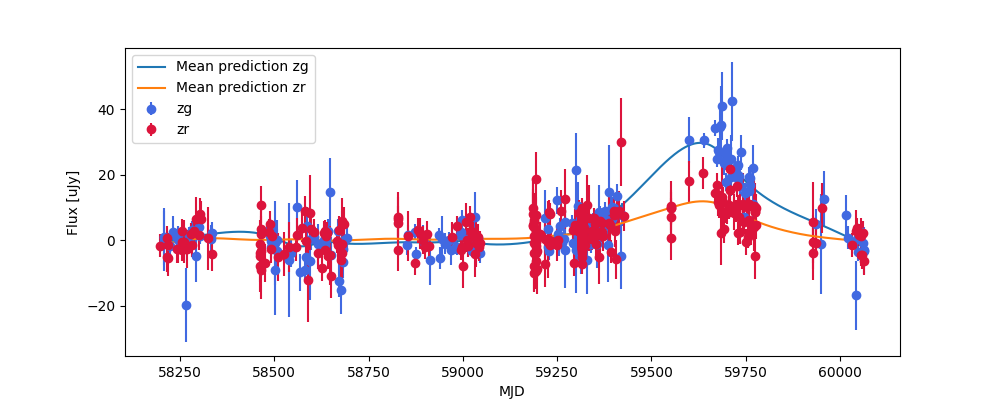 Mean prediction zg
Mean prediction zr
zg
zr
Flux [uJy]
40
20
0
−20
58250 58500 58750 59000 59250 59500 59750 60000
MJD